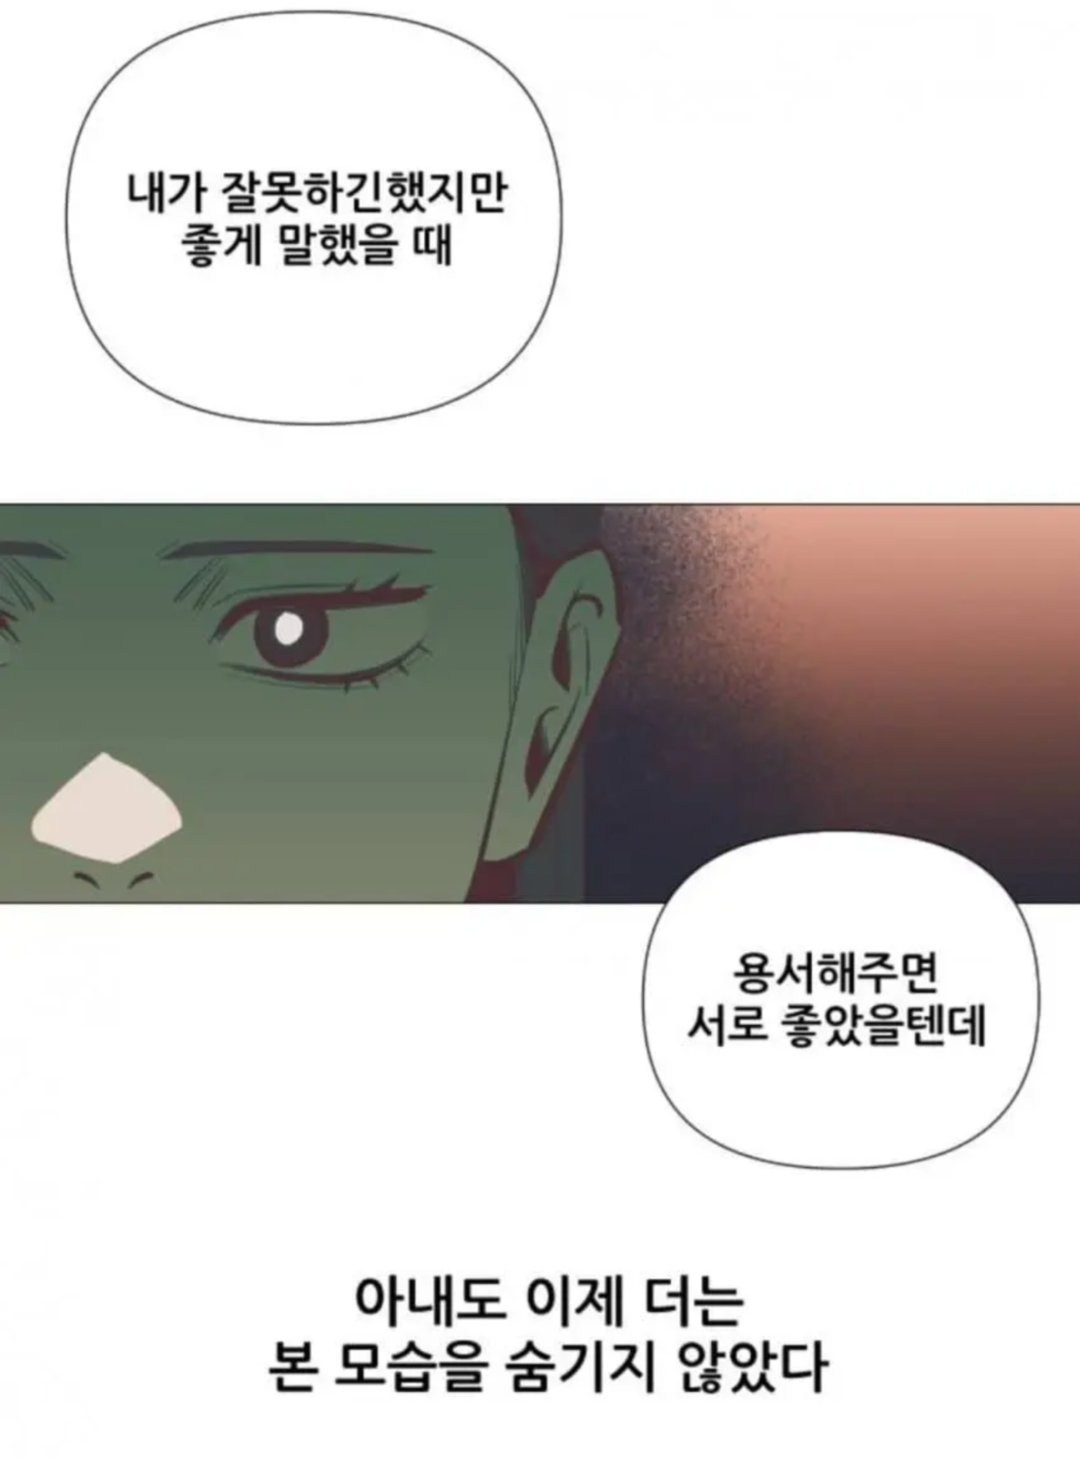 내가 잘못하긴했지만
좋게 말했을 때
용서해주면
서로 좋았을텐데
아내도 이제 더는
본 모습을 숨기지 않았다